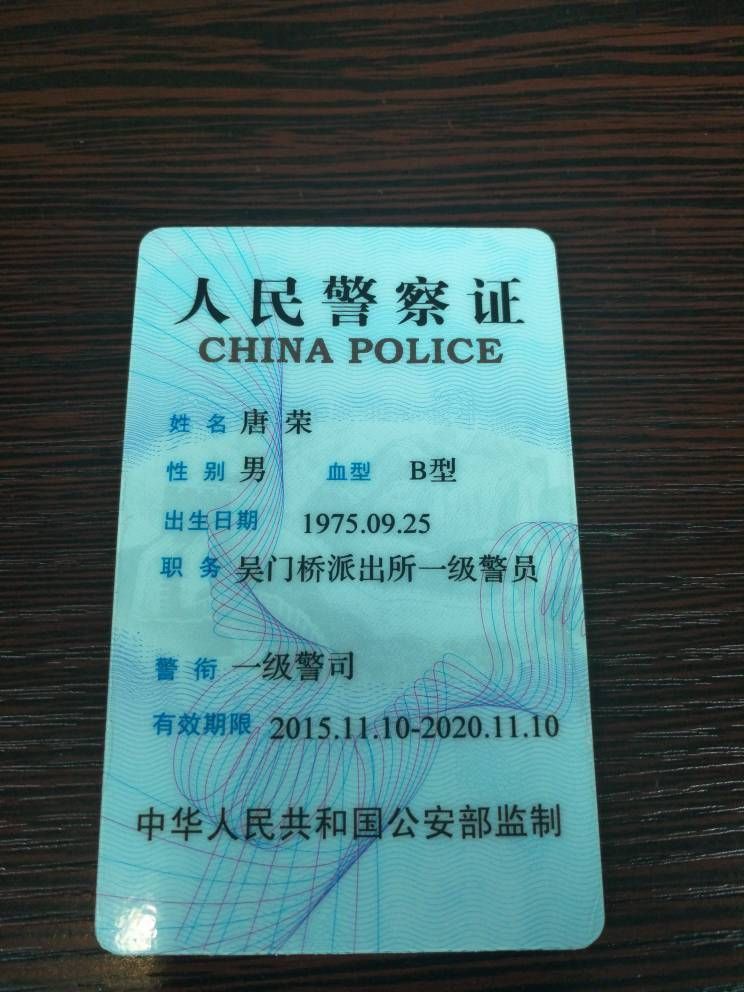 人民警察证
CHINA POLICE
姓名 唐荣
性别 男 血型 B型
出生日期 1975.09.25
职务 吴门桥派出所一级警员
警衔 一级警司
有效期限 2015.11.10-2020.11.10
中华人民共和国公安部监制